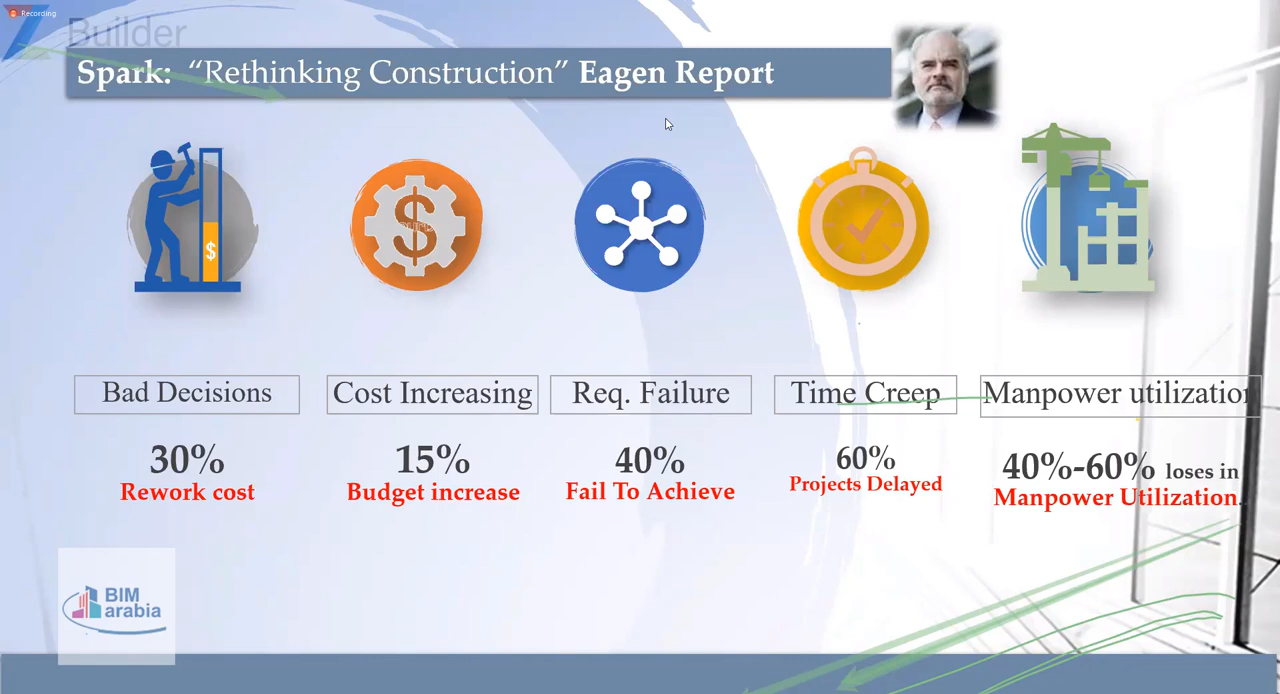 Recording
Builder
Spark: “Rethinking Construction” Eagen Report
$
$
Bad Decisions
Cost Increasing
Req. Failure
Time Creep
Manpower utilization
30%
Rework cost
15%
Budget increase
40%
Fail To Achieve
60%
Projects Delayed
40%-60% loses in
Manpower Utilization.
BIM
arabia